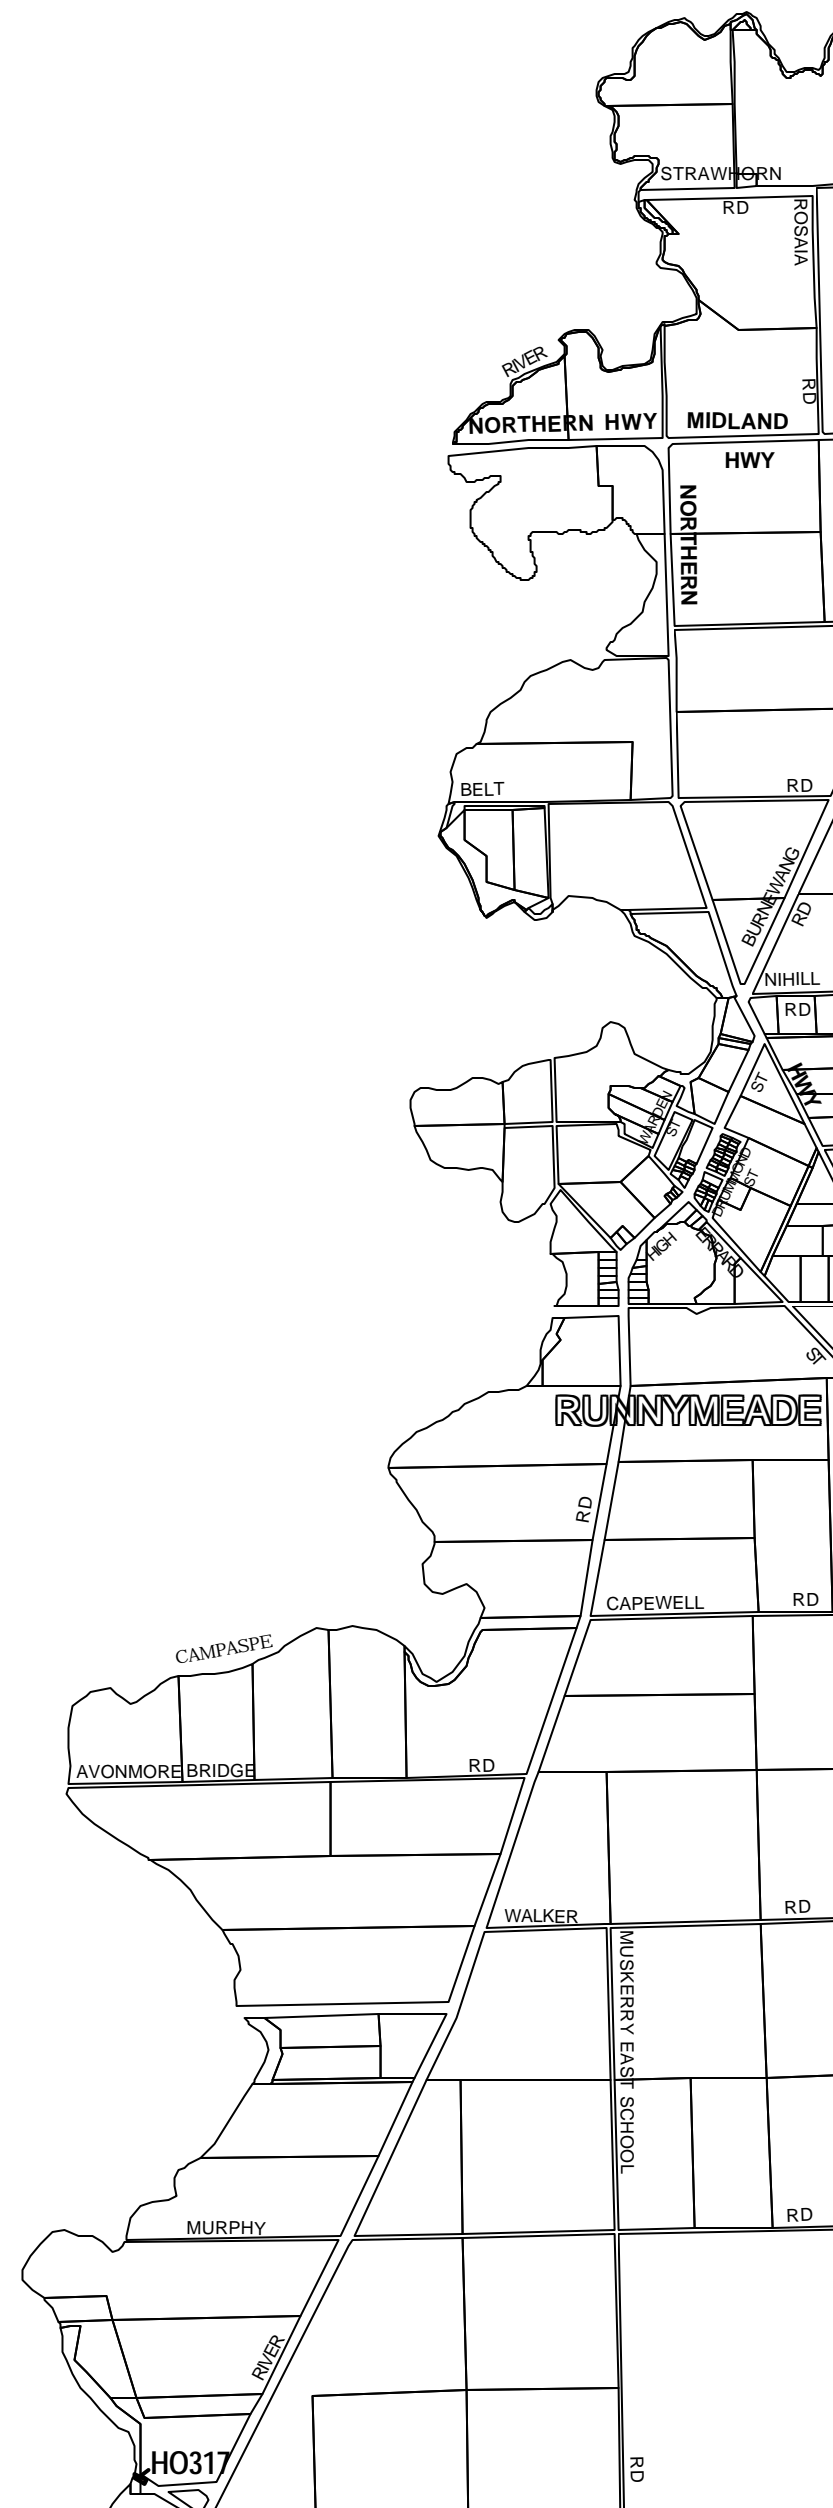 STRAWHORN
RD
ROSAIA
RD
RIVER
NORTHERN HWY
MIDLAND
HWY
NORTHERN
BELT
RD
BURNEWANG
RD
NIHILL
RD
HWY
ST
WARDEN
ST
DRUMMOND
ST
HIGH
ERRARD
ST
RUNNYMEADE
RD
CAPEWELL
RD
CAMPASPE
AVONMORE BRIDGE
RD
WALKER
RD
MUSKERRY EAST SCHOOL
MURPHY
RD
RIVER
HO317
RD